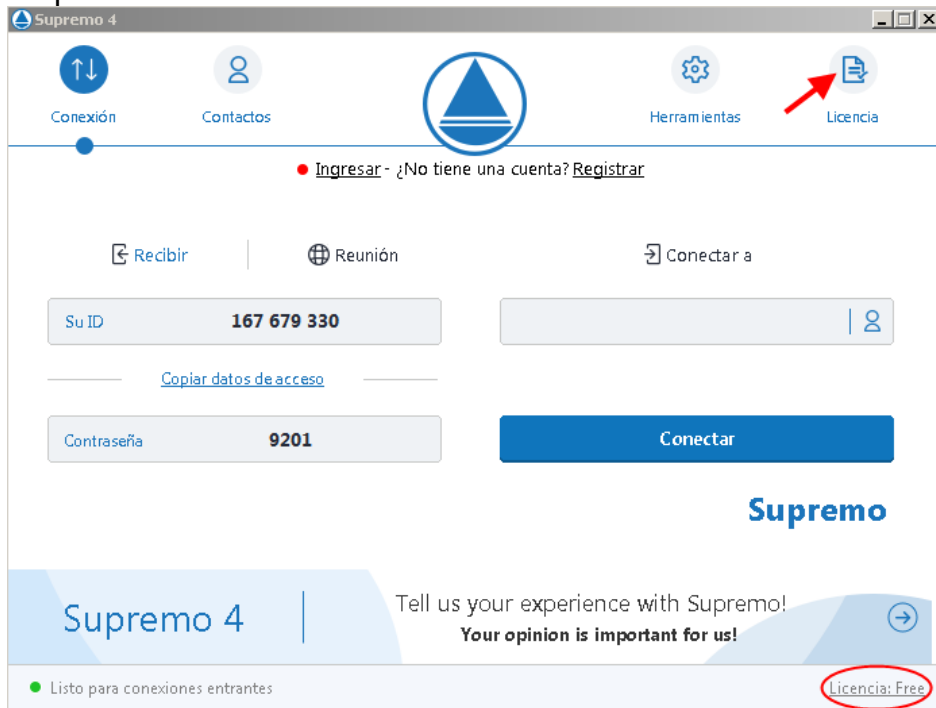 Supremo 4
Conexión
Contactos
Herramientas
Licencia
Ingresar - ¿No tiene una cuenta? Registrar
Recibir
Reunión
Conectar a
Su ID 167 679 330
Copiar datos de acceso
Contraseña 9201
Conectar
Supremo
Supremo 4
Tell us your experience with Supremo!
Your opinion is important for us!
Listo para conexiones entrantes
Licencia: Free